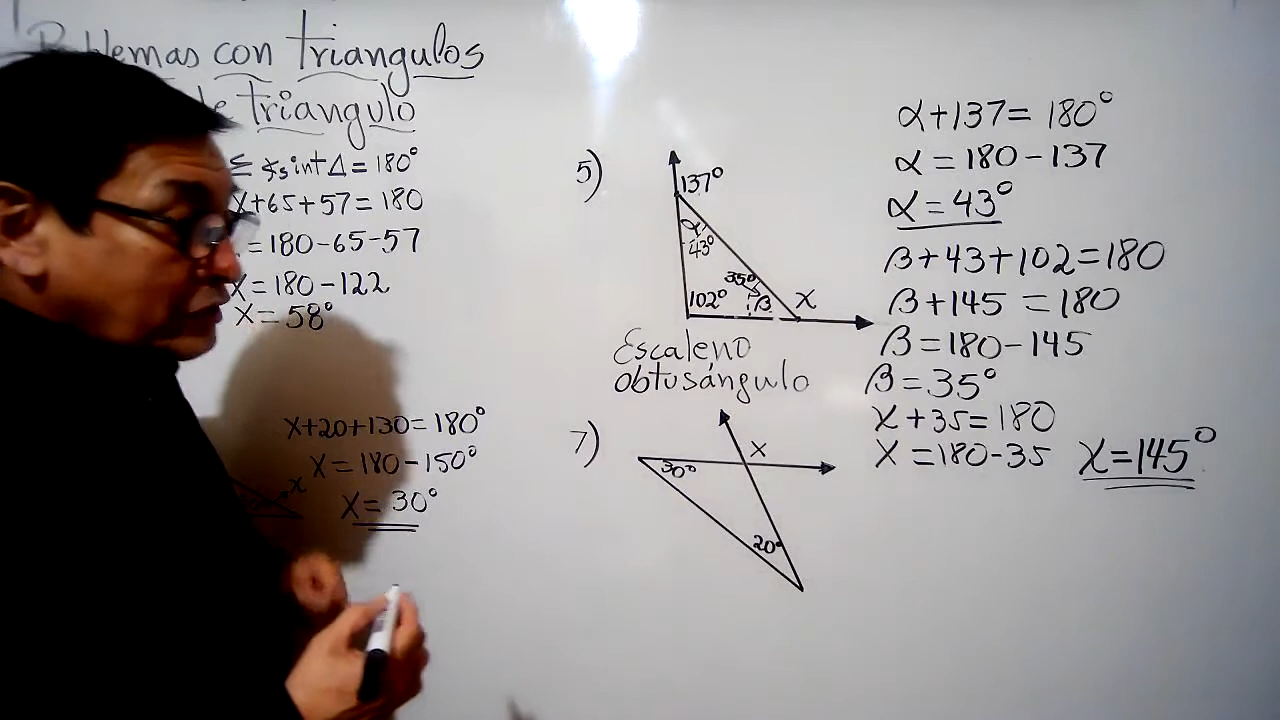 Problemas con triangulos
de triangulo
∑ ∡s int Δ = 180°
x+65+57=180
=180-65-57
x=180-122
x=58°
x+20+130=180°
x=180-150°
x=30°
x
5)
137°
α
43°
35°
102°
β
x
Escaleno
obtusángulo
7)
x
30°
20°
α+137=180°
α=180-137
α=43°
β+43+102=180
β+145=180
β=180-145
β=35°
x+35=180
x=180-35 x=145°